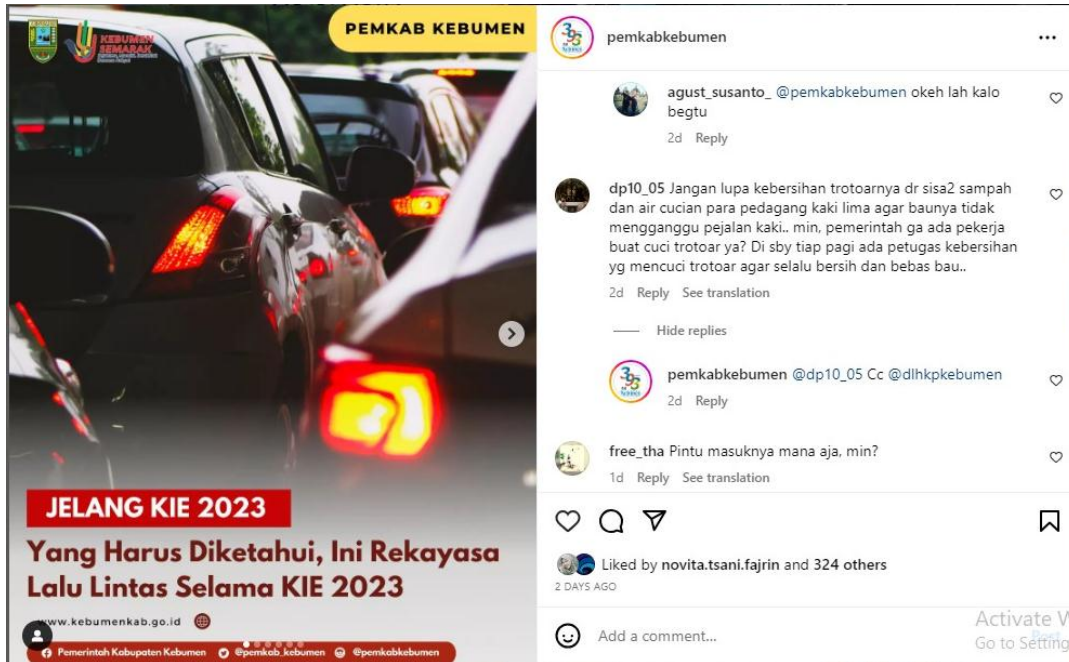 KEBUMEN
SEMARAK
PEMKAB KEBUMEN
JELANG KIE 2023
Yang Harus Diketahui, Ini Rekayasa
Lalu Lintas Selama KIE 2023
www.kebumenkab.go.id
Pemerintah Kabupaten Kebumen @pemkab_kebumen @pemkabkebumen
pemkabkebumen
agust_susanto_ @pemkabkebumen okeh lah kalo
begtu
2d Reply
dp10_05 Jangan lupa kebersihan trotoarnya dr sisa2 sampah
dan air cucian para pedagang kaki lima agar baunya tidak
mengganggu pejalan kaki.. min, pemerintah ga ada pekerja
buat cuci trotoar ya? Di sby tiap pagi ada petugas kebersihan
yg mencuci trotoar agar selalu bersih dan bebas bau..
2d Reply See translation
Hide replies
pemkabkebumen @dp10_05 Cc @dlhkpkebumen
2d Reply
free_tha Pintu masuknya mana aja, min?
1d Reply See translation
Liked by novita.tsani.fajrin and 324 others
2 DAYS AGO
Add a comment...
Activate W
Go to Setting